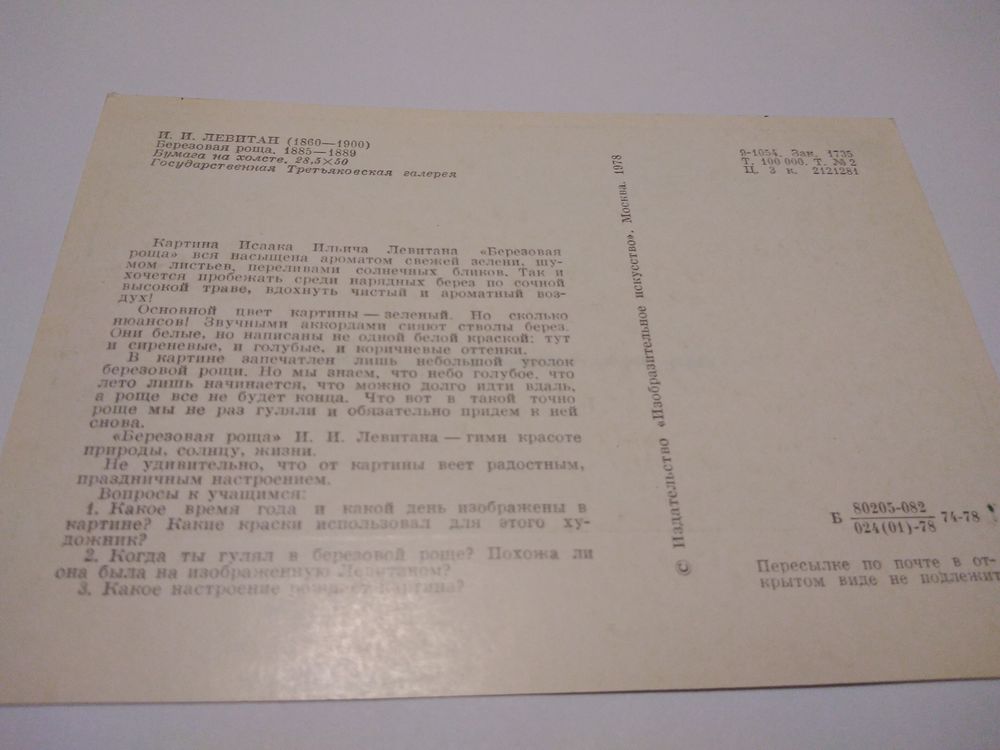 И. И. ЛЕВИТАН (1860—1900)
Березовая роща. 1885—1889
Бумага на холсте. 28,5×50
Государственная Третьяковская галерея
Картина Исаака Ильича Левитана «Березовая
роща» вся насыщена ароматом свежей зелени, шу-
мом листьев, переливами солнечных бликов. Так и
хочется пробежать среди нарядных берез по сочной
высокой траве, вдохнуть чистый и ароматный воз-
дух!
Основной цвет картины — зеленый. Но сколько
нюансов! Звучными аккордами сияют стволы берез.
Они белые, но написаны не одной белой краской: тут
и сиреневые, и голубые, и коричневые оттенки.
В картине запечатлен лишь небольшой уголок
березовой рощи. Но мы знаем, что небо голубое, что
лето лишь начинается, что можно долго идти вдаль,
а роще все не будет конца. Что вот в такой точно
роще мы не раз гуляли и обязательно придем к ней
снова.
«Березовая роща» И. И. Левитана — гимн красоте
природы, солнцу, жизни.
Не удивительно, что от картины веет радостным,
праздничным настроением.
Вопросы к учащимся:
1. Какое время года и какой день изображены в
картине? Какие краски использовал для этого ху-
дожник?
2. Когда ты гулял в березовой роще? Похожа ли
она была на изображенную Левитаном?
3. Какое настроение рождает картина?
© Издательство «Изобразительное искусство». Москва. 1978
9-1054. Зак. 1735
Т. 100 000. Т. № 2
Ц. 3 к. 2121281
Б 80205-082 74-78
024(01)-78
Пересылке по почте в от-
крытом виде не подлежит